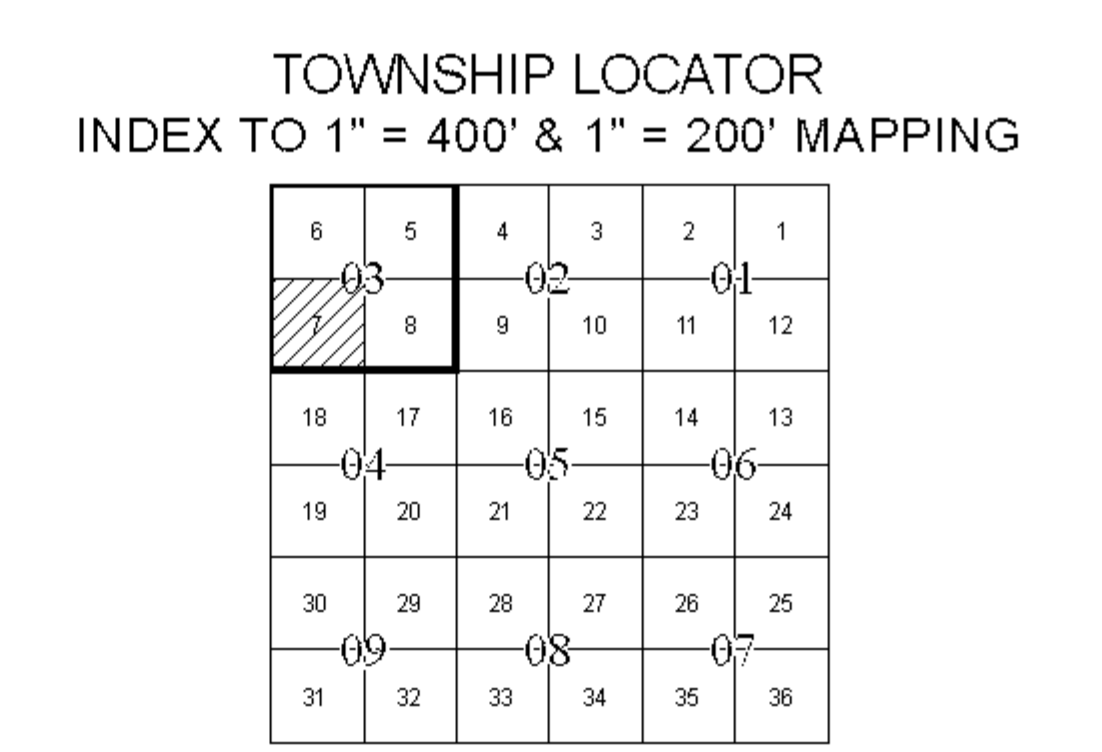 TOWNSHIP LOCATOR
INDEX TO 1" = 400' & 1" = 200' MAPPING
6 5 4 3 2 1
03 02 01
7 8 9 10 11 12
18 17 16 15 14 13
04 05 06
19 20 21 22 23 24
30 29 28 27 26 25
09 08 07
31 32 33 34 35 36